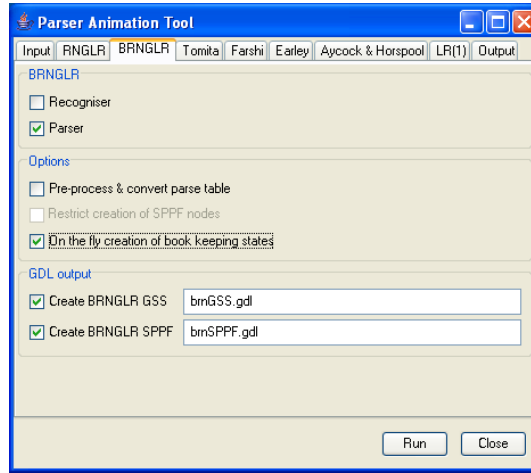 Parser Animation Tool
Input RNGLR BRNGLR Tomita Farshi Earley Aycock & Horspool LR(1) Output
BRNGLR
Recogniser
Parser
Options
Pre-process & convert parse table
Restrict creation of SPPF nodes
On the fly creation of book keeping states
GDL output
Create BRNGLR GSS brnGSS.gdl
Create BRNGLR SPPF brnSPPF.gdl
Run Close